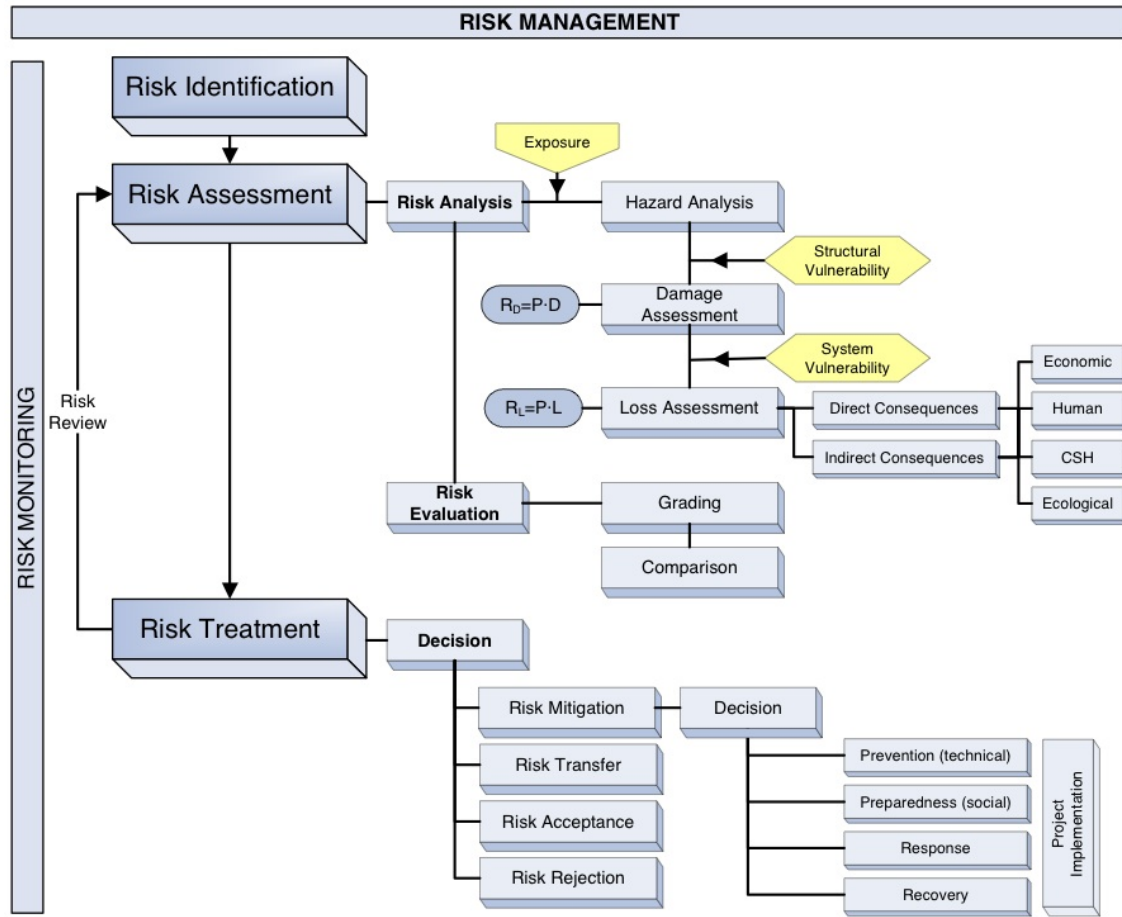 RISK MANAGEMENT
RISK MONITORING
Risk Identification
Risk Assessment
Risk
Review
Risk Analysis
Exposure
Hazard Analysis
Structural
Vulnerability
R_D=P·D
Damage
Assessment
System
Vulnerability
R_L=P·L
Loss Assessment
Direct Consequences
Indirect Consequences
Economic
Human
CSH
Ecological
Risk
Evaluation
Grading
Comparison
Risk Treatment
Decision
Risk Mitigation
Risk Transfer
Risk Acceptance
Risk Rejection
Decision
Prevention (technical)
Preparedness (social)
Response
Recovery
Project
Implementation